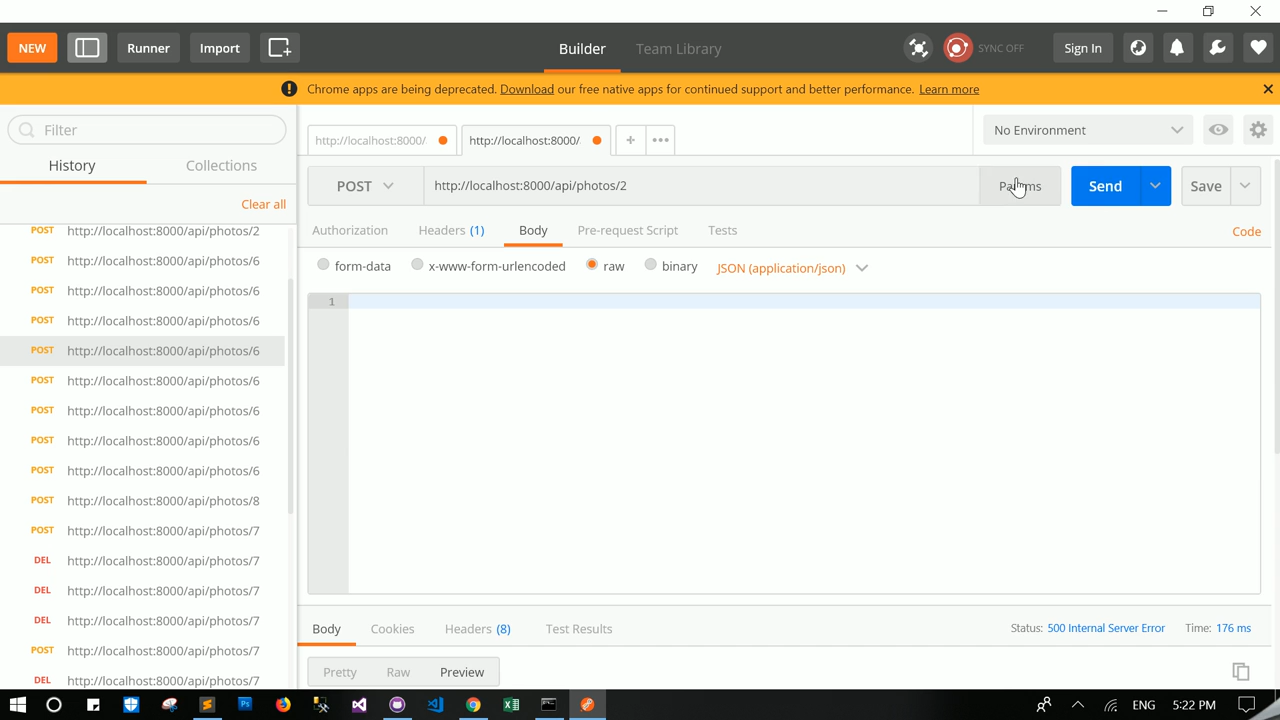 NEW
Runner
Import
Builder
Team Library
SYNC OFF
Sign In
Chrome apps are being deprecated. Download our free native apps for continued support and better performance. Learn more
Filter
History
Collections
Clear all
POST http://localhost:8000/api/photos/2
POST http://localhost:8000/api/photos/6
POST http://localhost:8000/api/photos/6
POST http://localhost:8000/api/photos/6
POST http://localhost:8000/api/photos/6
POST http://localhost:8000/api/photos/6
POST http://localhost:8000/api/photos/6
POST http://localhost:8000/api/photos/6
POST http://localhost:8000/api/photos/6
POST http://localhost:8000/api/photos/8
POST http://localhost:8000/api/photos/7
DEL http://localhost:8000/api/photos/7
DEL http://localhost:8000/api/photos/7
DEL http://localhost:8000/api/photos/7
POST http://localhost:8000/api/photos/7
DEL http://localhost:8000/api/photos/7
http://localhost:8000/
http://localhost:8000/
No Environment
POST
http://localhost:8000/api/photos/2
Params
Send
Save
Authorization
Headers (1)
Body
Pre-request Script
Tests
Code
form-data
x-www-form-urlencoded
raw
binary
JSON (application/json)
1
Body
Cookies
Headers (8)
Test Results
Status: 500 Internal Server Error
Time: 176 ms
Pretty
Raw
Preview
ENG
5:22 PM